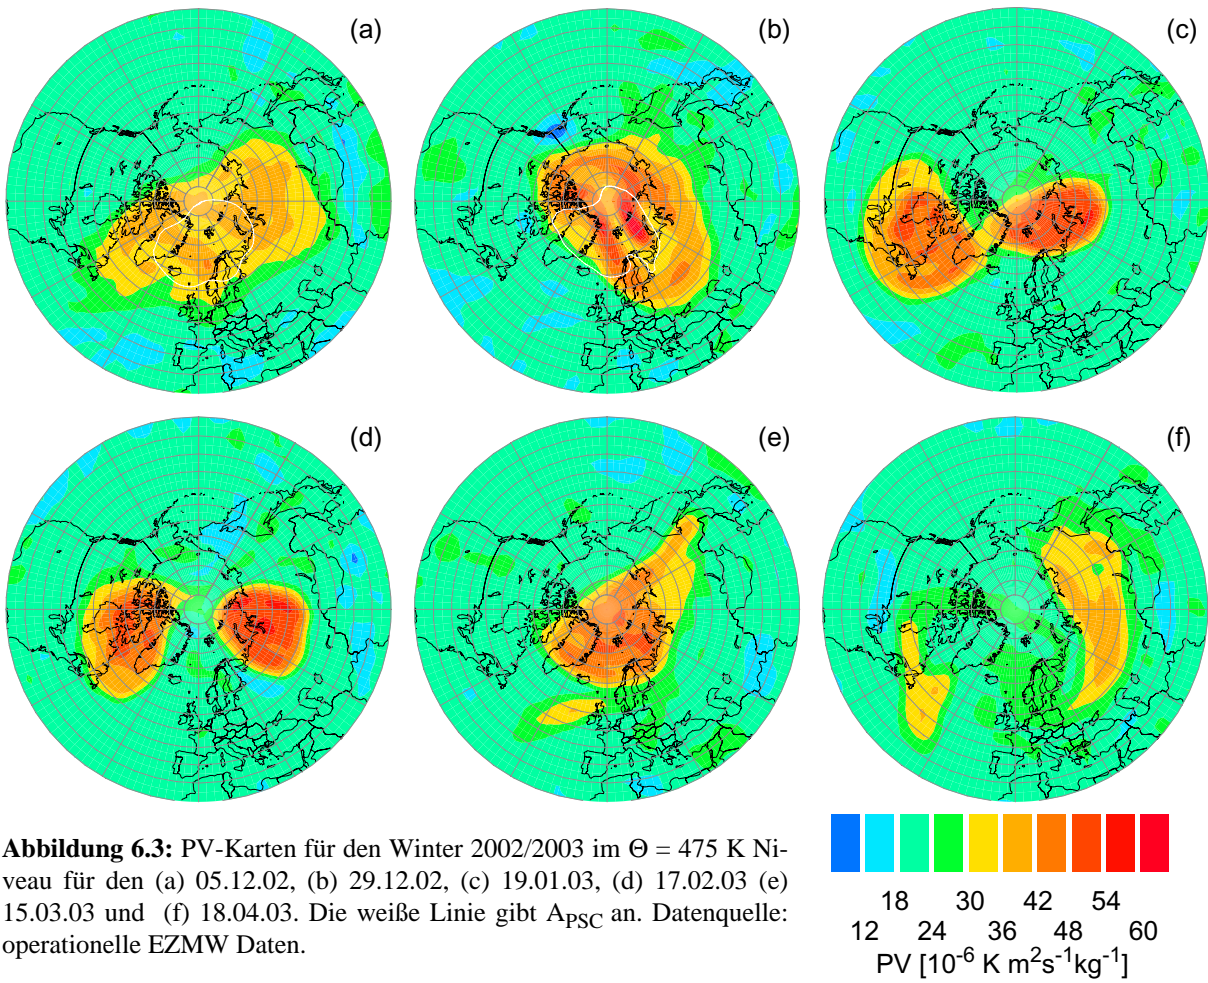 (a)
(b)
(c)
(d)
(e)
(f)
Abbildung 6.3: PV-Karten für den Winter 2002/2003 im Θ = 475 K Ni-
veau für den (a) 05.12.02, (b) 29.12.02, (c) 19.01.03, (d) 17.02.03 (e)
15.03.03 und (f) 18.04.03. Die weiße Linie gibt A_PSC an. Datenquelle:
operationelle EZMW Daten.
18 30 42 54
12 24 36 48 60
PV [10⁻⁶ K m²s⁻¹kg⁻¹]